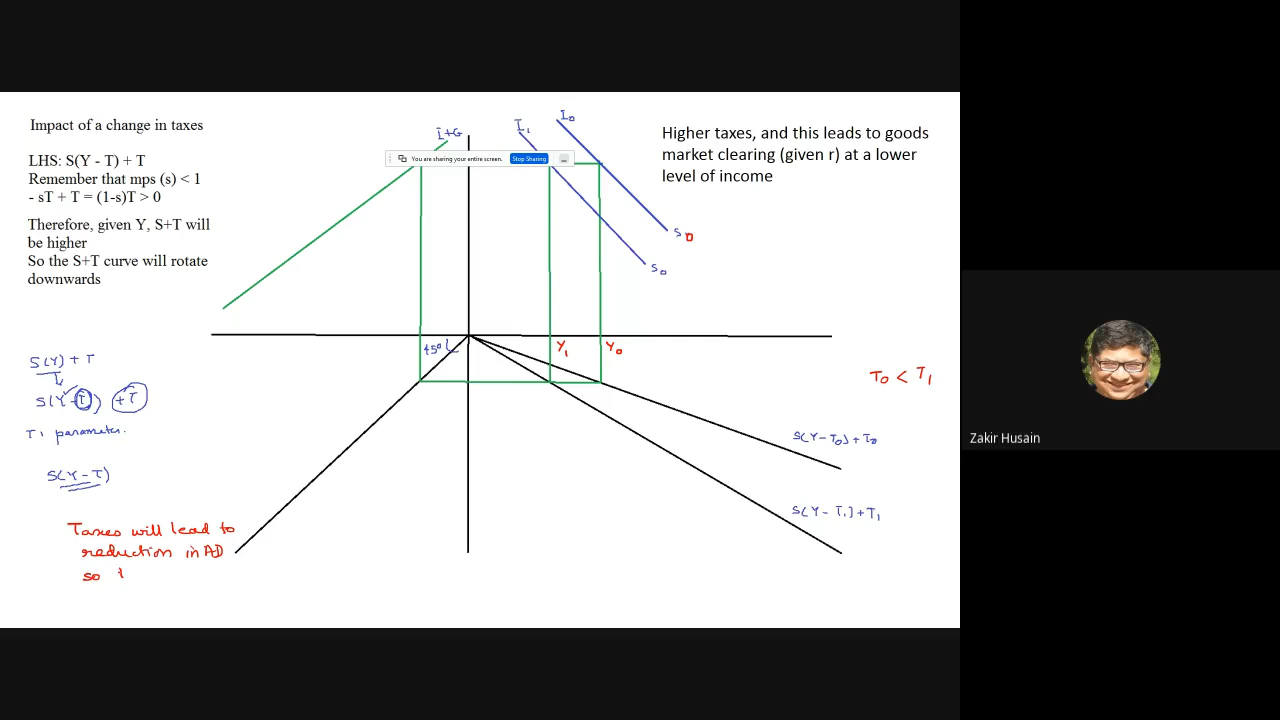 Impact of a change in taxes
LHS: S(Y - T) + T
Remember that mps (s) < 1
- sT + T = (1-s)T > 0
Therefore, given Y, S+T will
be higher
So the S+T curve will rotate
downwards
S(Y) + T
S(Y-T) +T
T, parameter.
S(Y-T)
Taxes will lead to
reduction in AD
so
I+G
I1
I0
You are sharing your entire screen.
Stop Sharing
S0
S0
45°
Y1
Y0
S(Y-T0)+T0
S(Y-T1)+T1
Higher taxes, and this leads to goods
market clearing (given r) at a lower
level of income
T0 < T1
Zakir Husain